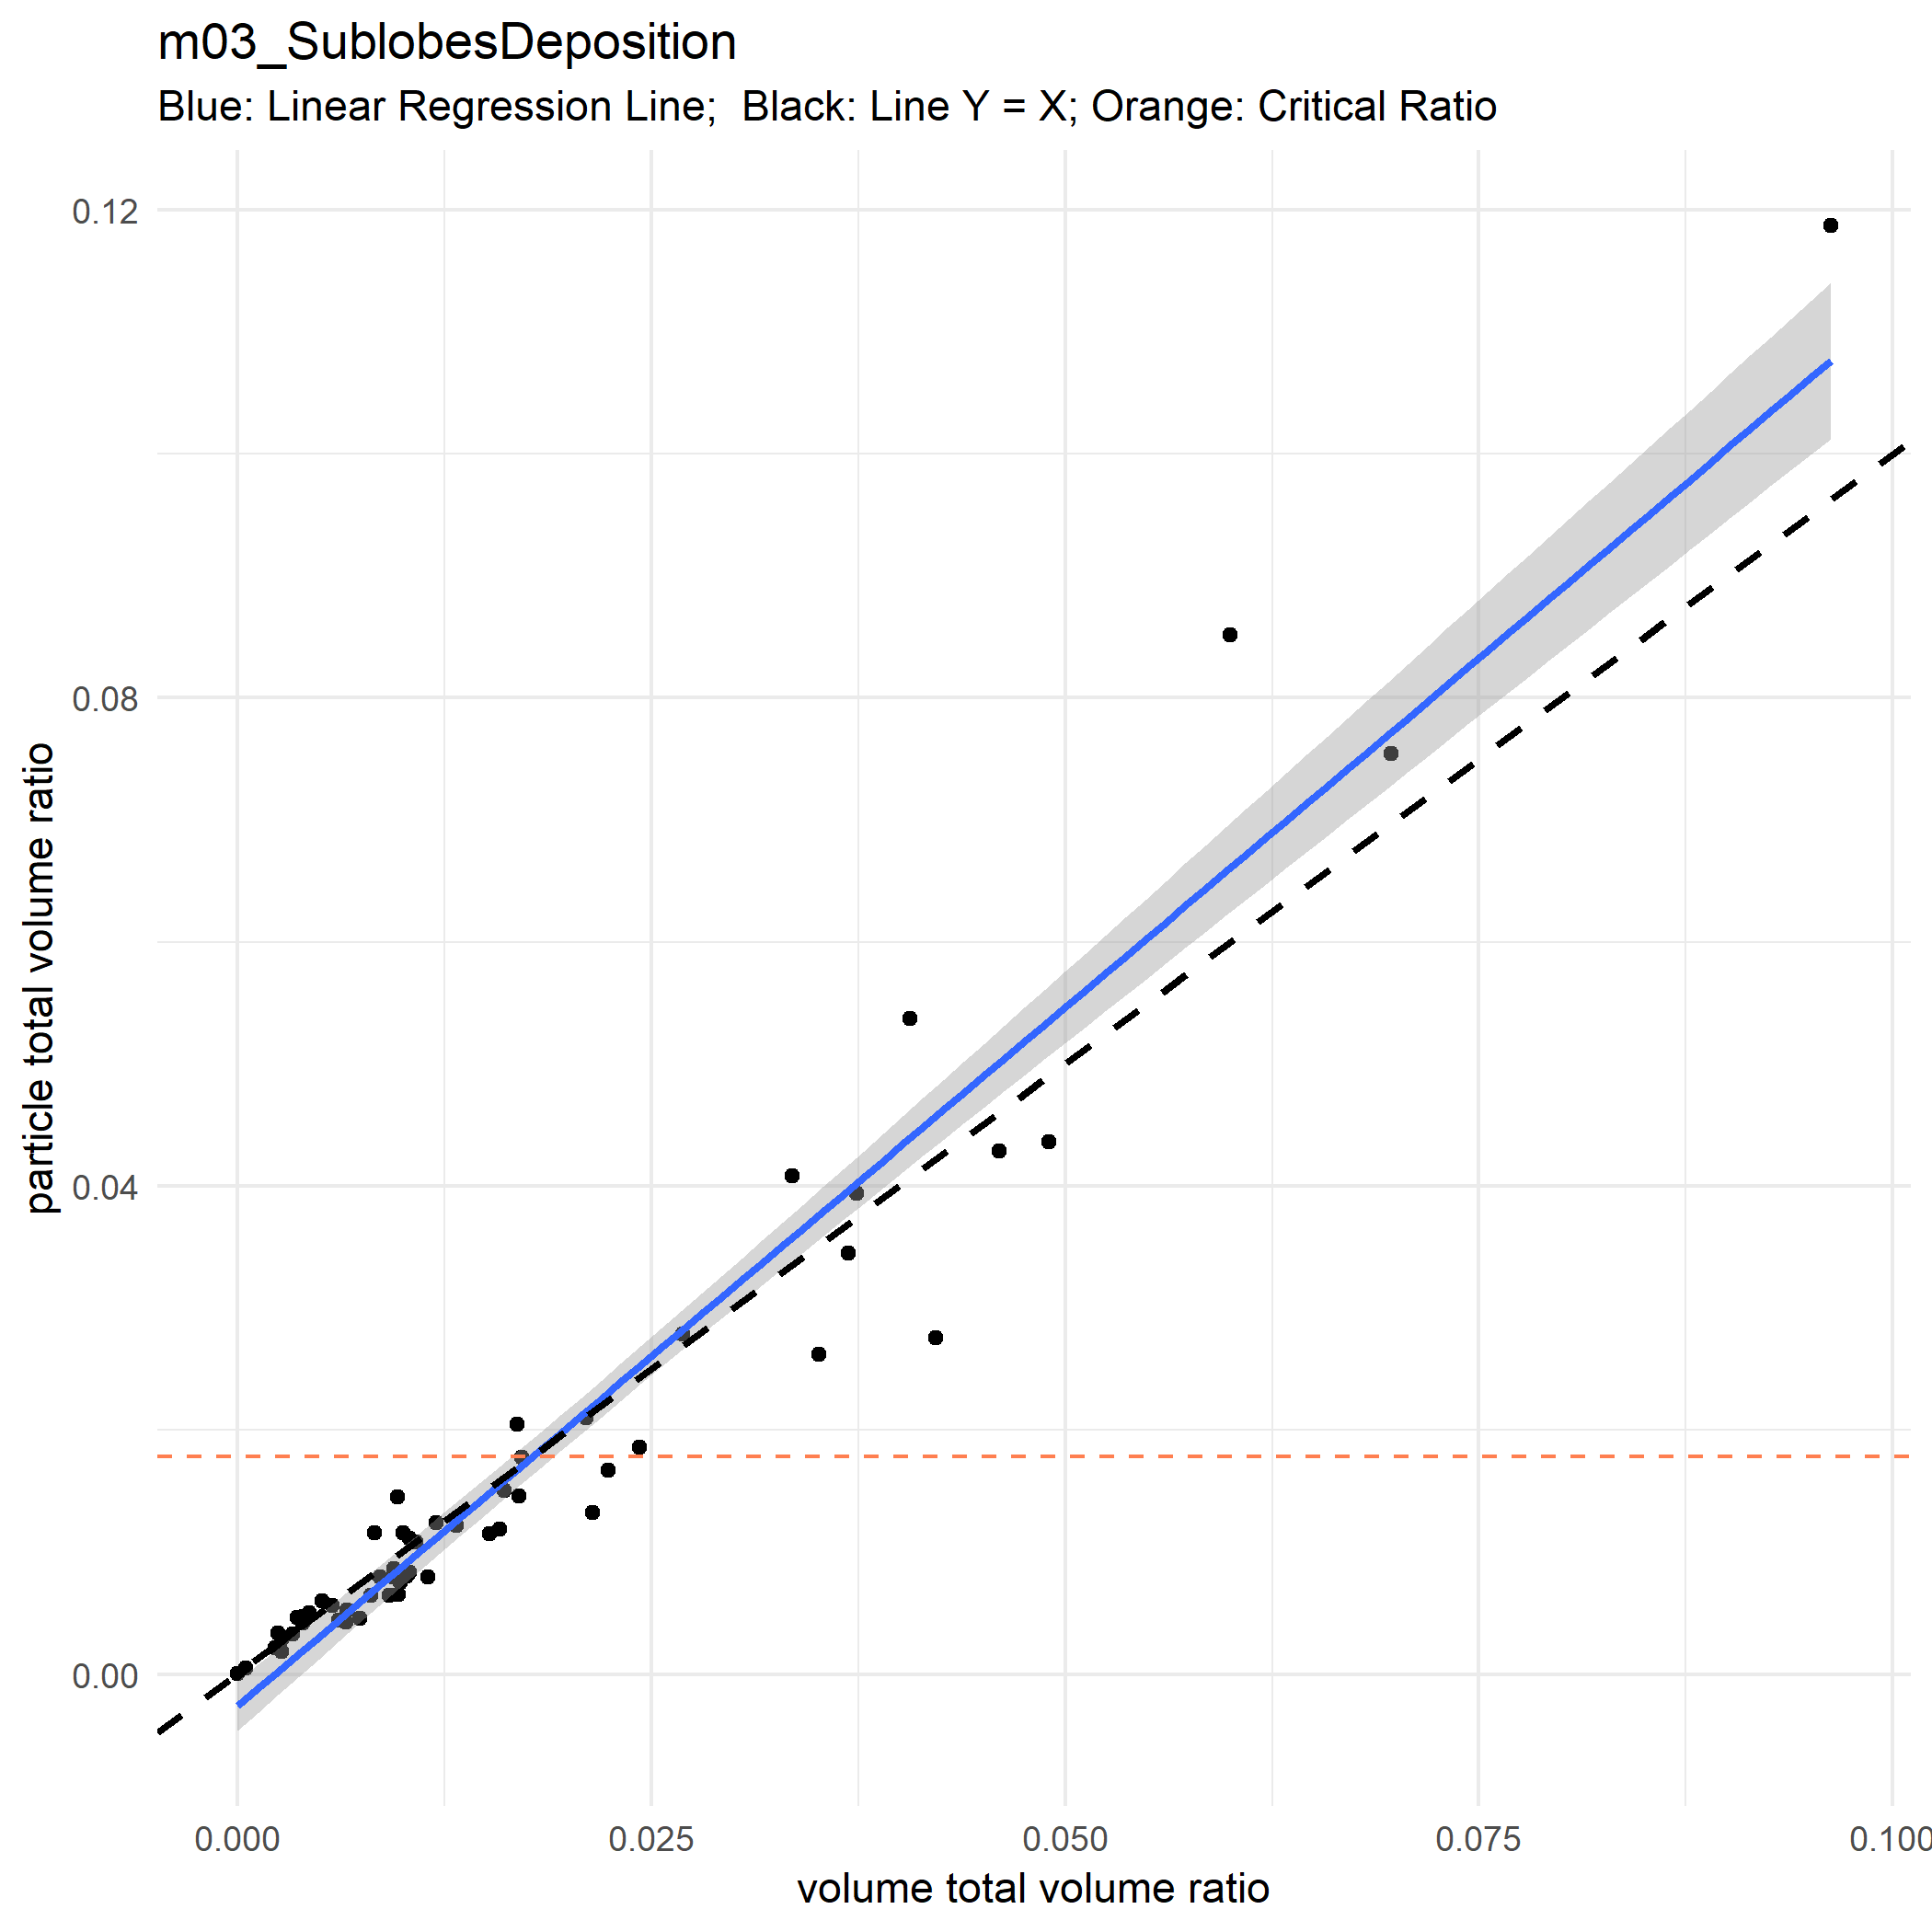 m03_SublobesDeposition
Blue: Linear Regression Line;  Black: Line Y = X; Orange: Critical Ratio
0.12
0.08
0.04
0.00
particle total volume ratio
0.000
0.025
0.050
0.075
0.100
volume total volume ratio